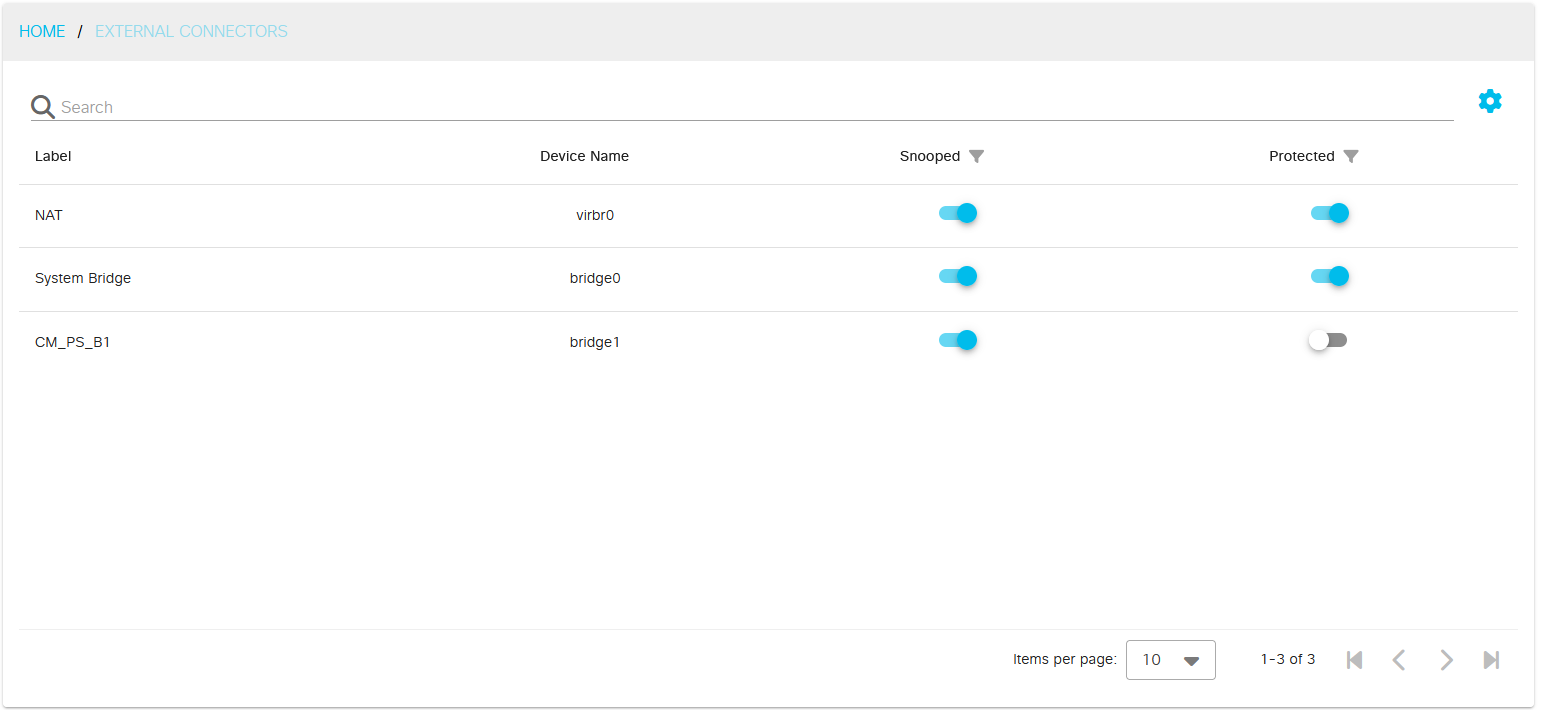 HOME / EXTERNAL CONNECTORS
Search
Label Device Name Snooped Protected
NAT virbr0
System Bridge bridge0
CM_PS_B1 bridge1
Items per page: 10 1-3 of 3